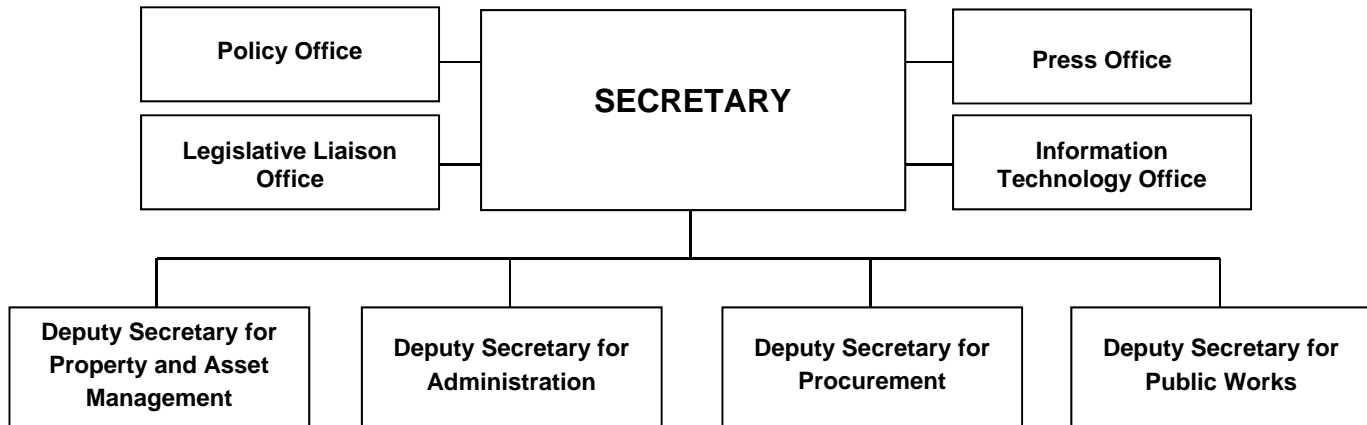 Policy Office
SECRETARY
Press Office
Legislative Liaison
Office
Information
Technology Office
Deputy Secretary for
Property and Asset
Management
Deputy Secretary for
Administration
Deputy Secretary for
Procurement
Deputy Secretary for
Public Works